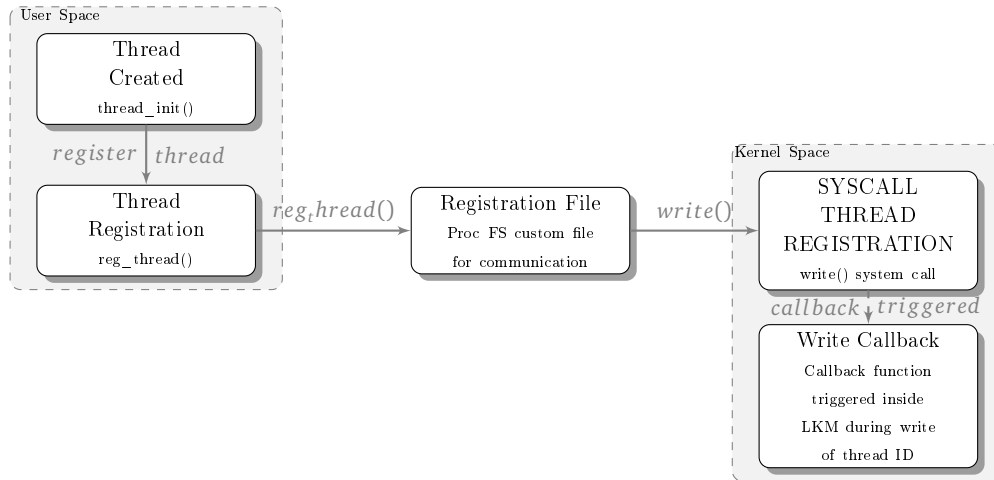 User Space
Thread
Created
thread_init()
register thread
Thread
Registration
reg_thread()
reg_thread()
Registration File
Proc FS custom file
for communication
write()
Kernel Space
SYSCALL
THREAD
REGISTRATION
write() system call
callback triggered
Write Callback
Callback function
triggered inside
LKM during write
of thread ID